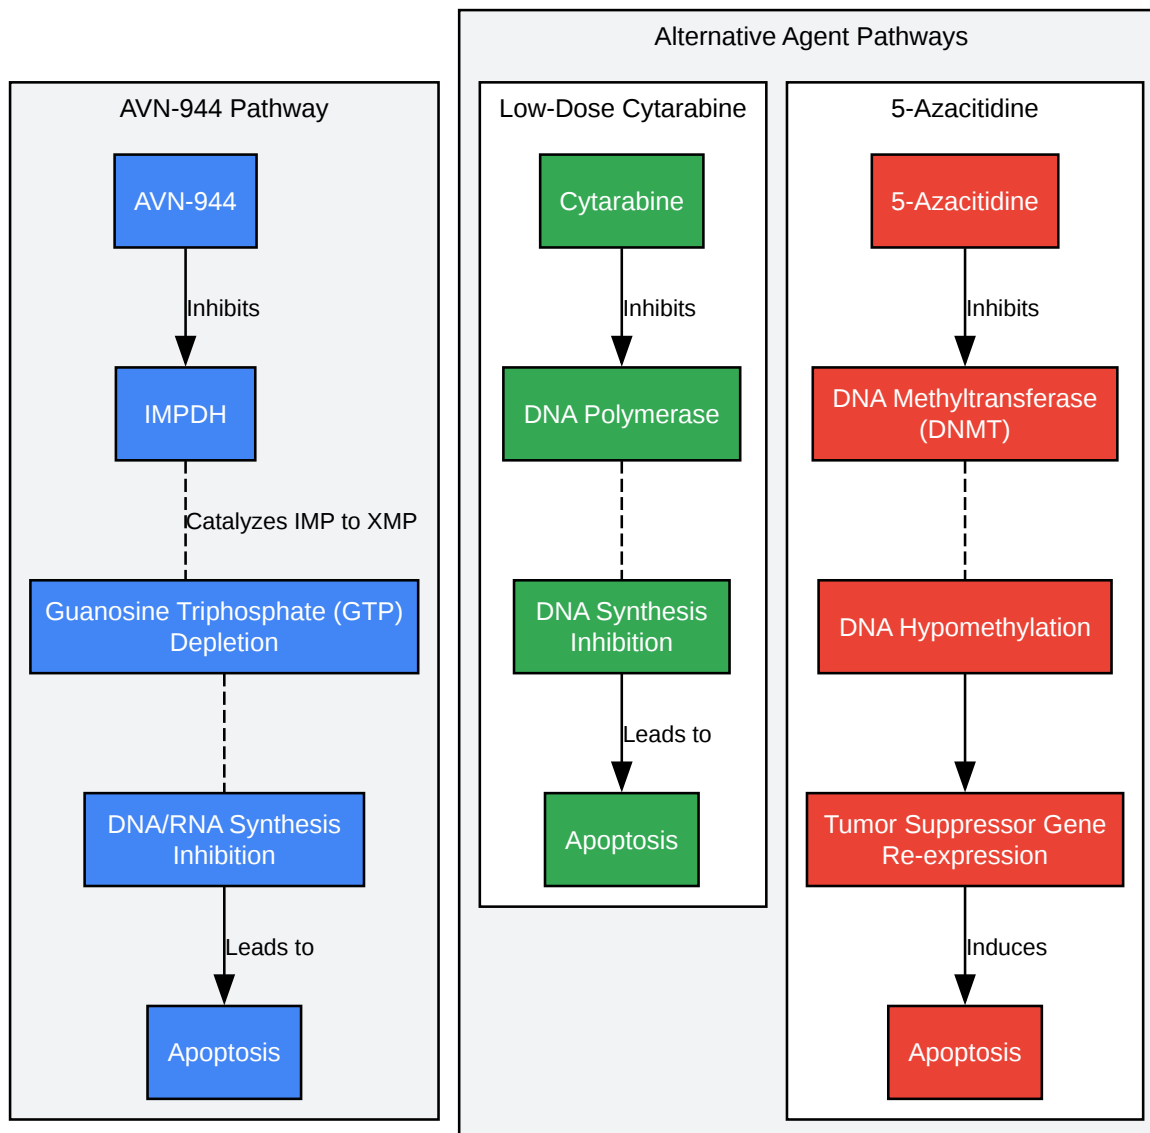 Alternative Agent Pathways
AVN-944 Pathway
AVN-944
Inhibits
IMPDH
Catalyzes IMP to XMP
Guanosine Triphosphate (GTP)
Depletion
DNA/RNA Synthesis
Inhibition
Leads to
Apoptosis
Low-Dose Cytarabine
Cytarabine
Inhibits
DNA Polymerase
DNA Synthesis
Inhibition
Leads to
Apoptosis
5-Azacitidine
5-Azacitidine
Inhibits
DNA Methyltransferase
(DNMT)
DNA Hypomethylation
Tumor Suppressor Gene
Re-expression
Induces
Apoptosis